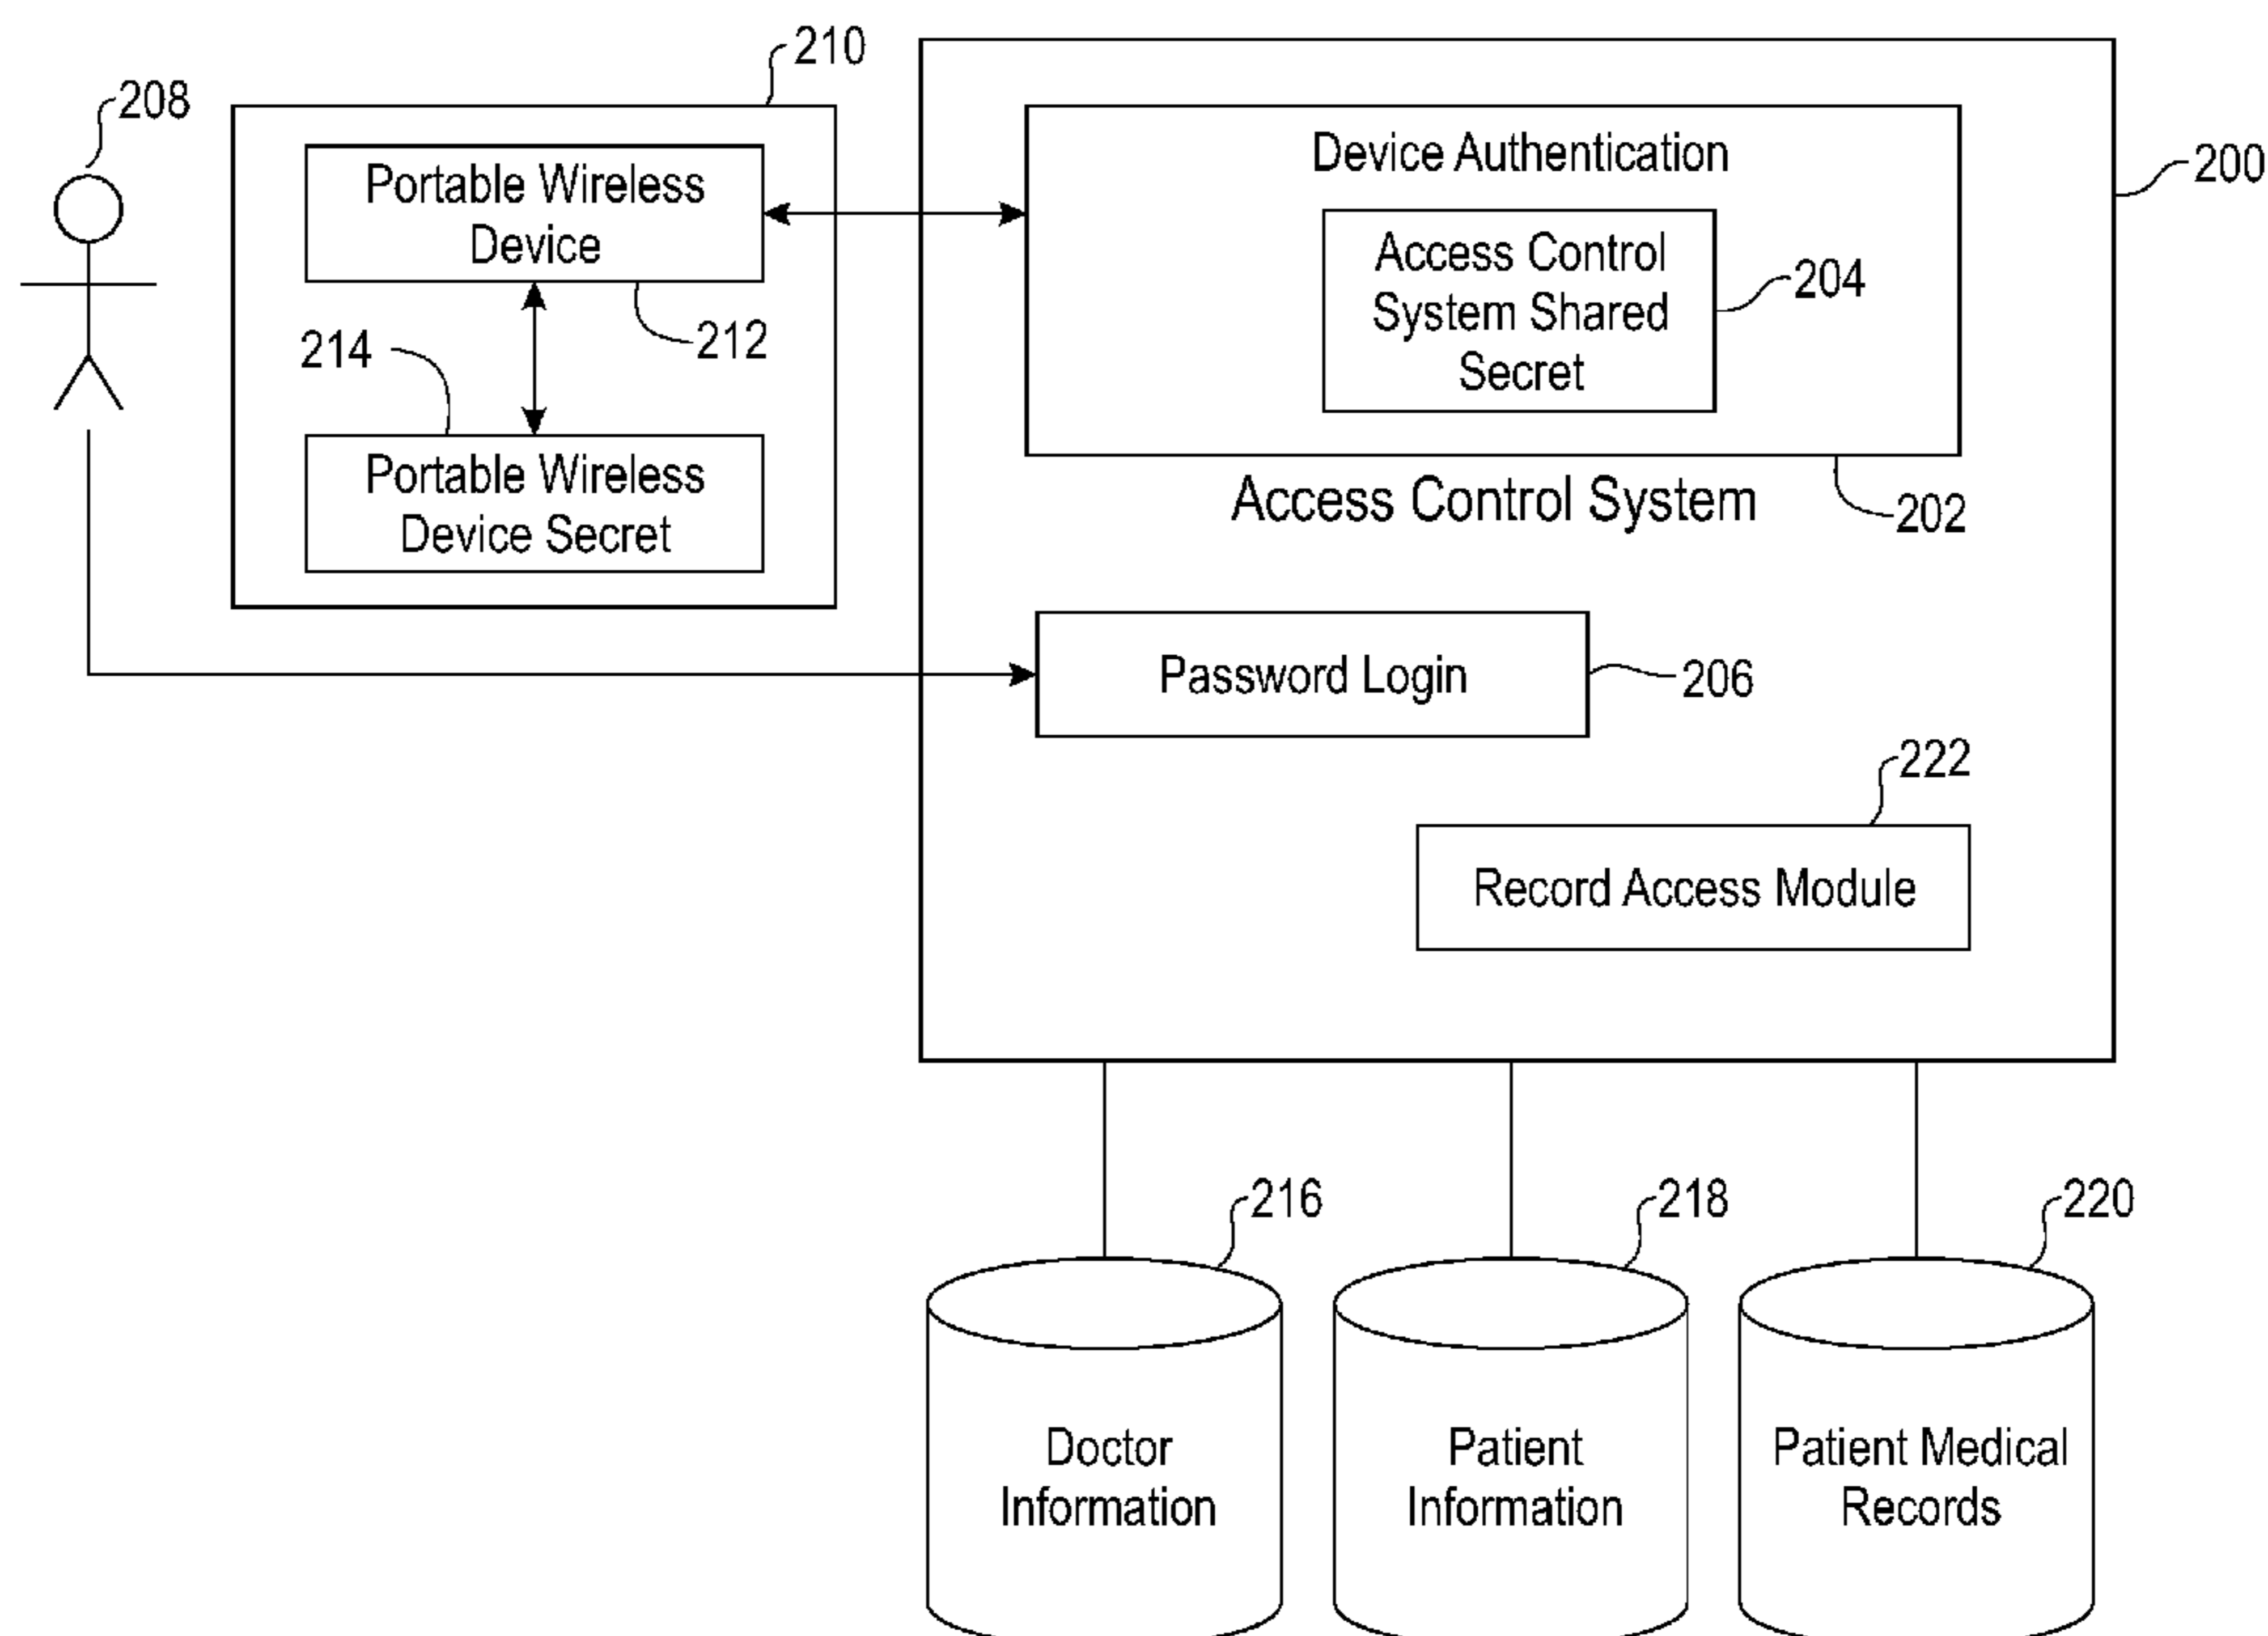 210
208
Portable Wireless
Device
212
214
Portable Wireless
Device Secret
200
Device Authentication
Access Control
System Shared
Secret
204
Access Control System
202
Password Login
206
222
Record Access Module
216
218
220
Doctor
Information
Patient
Information
Patient Medical
Records